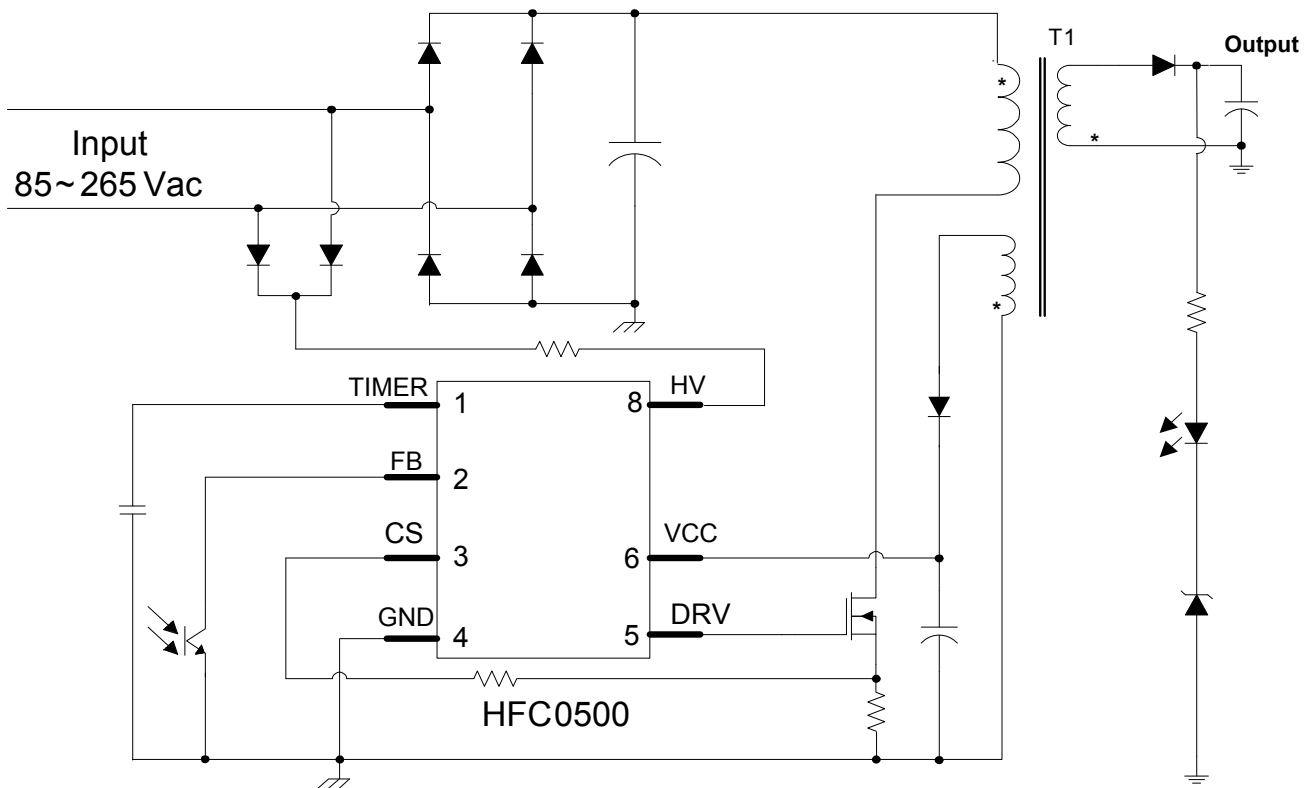 T1
Output
*
*
Input
85~265 Vac
*
TIMER
1
8
HV
FB
2
CS
3
VCC
6
GND
4
DRV
5
HFC0500